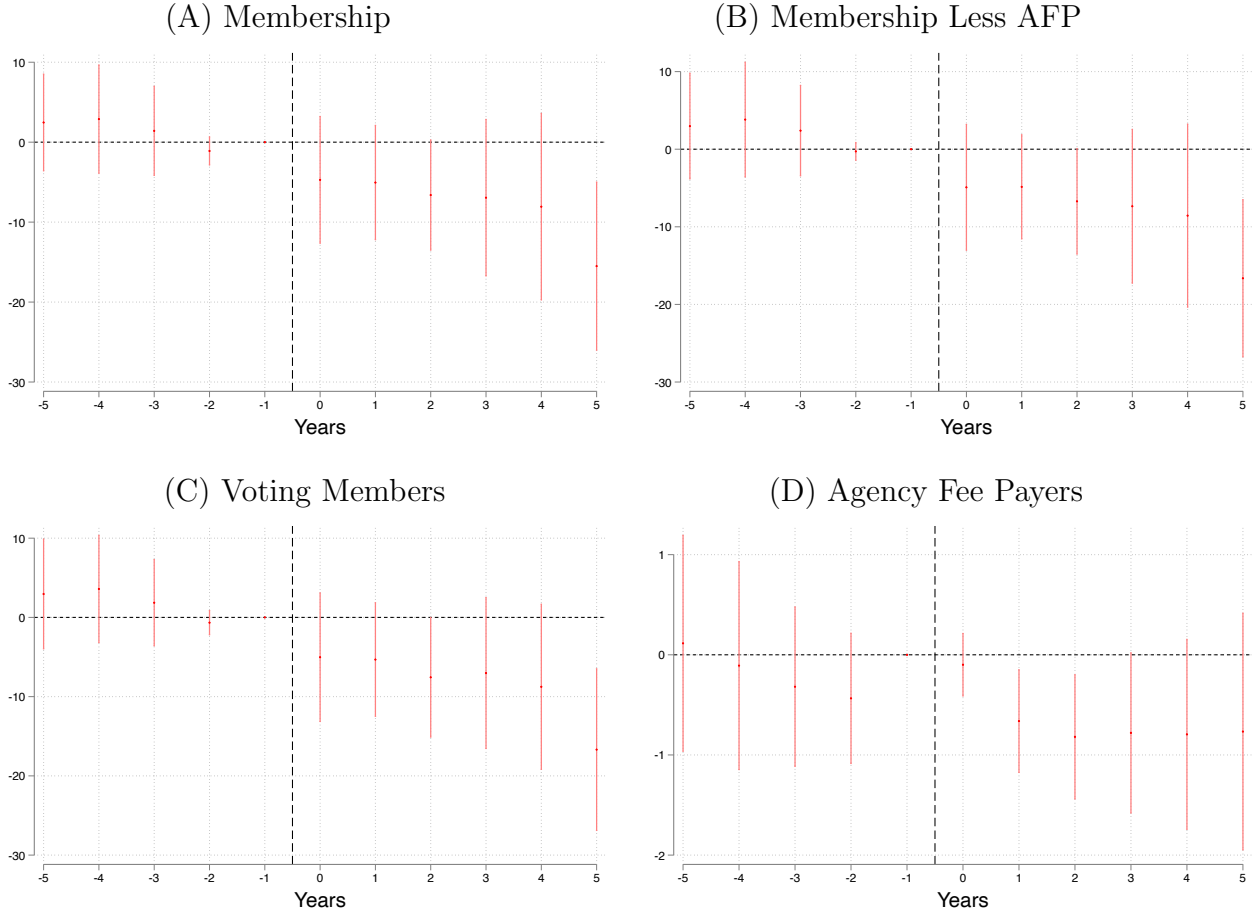 (A) Membership
10
0
-10
-20
-30
-5 -4 -3 -2 -1 0 1 2 3 4 5
Years
(B) Membership Less AFP
10
0
-10
-20
-30
-5 -4 -3 -2 -1 0 1 2 3 4 5
Years
(C) Voting Members
10
0
-10
-20
-30
-5 -4 -3 -2 -1 0 1 2 3 4 5
Years
(D) Agency Fee Payers
1
0
-1
-2
-5 -4 -3 -2 -1 0 1 2 3 4 5
Years